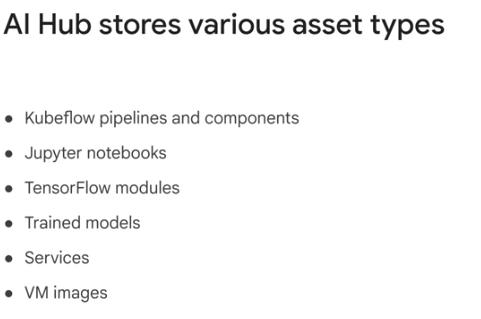 AI Hub stores various asset types
• Kubeflow pipelines and components
• Jupyter notebooks
• TensorFlow modules
• Trained models
• Services
• VM images